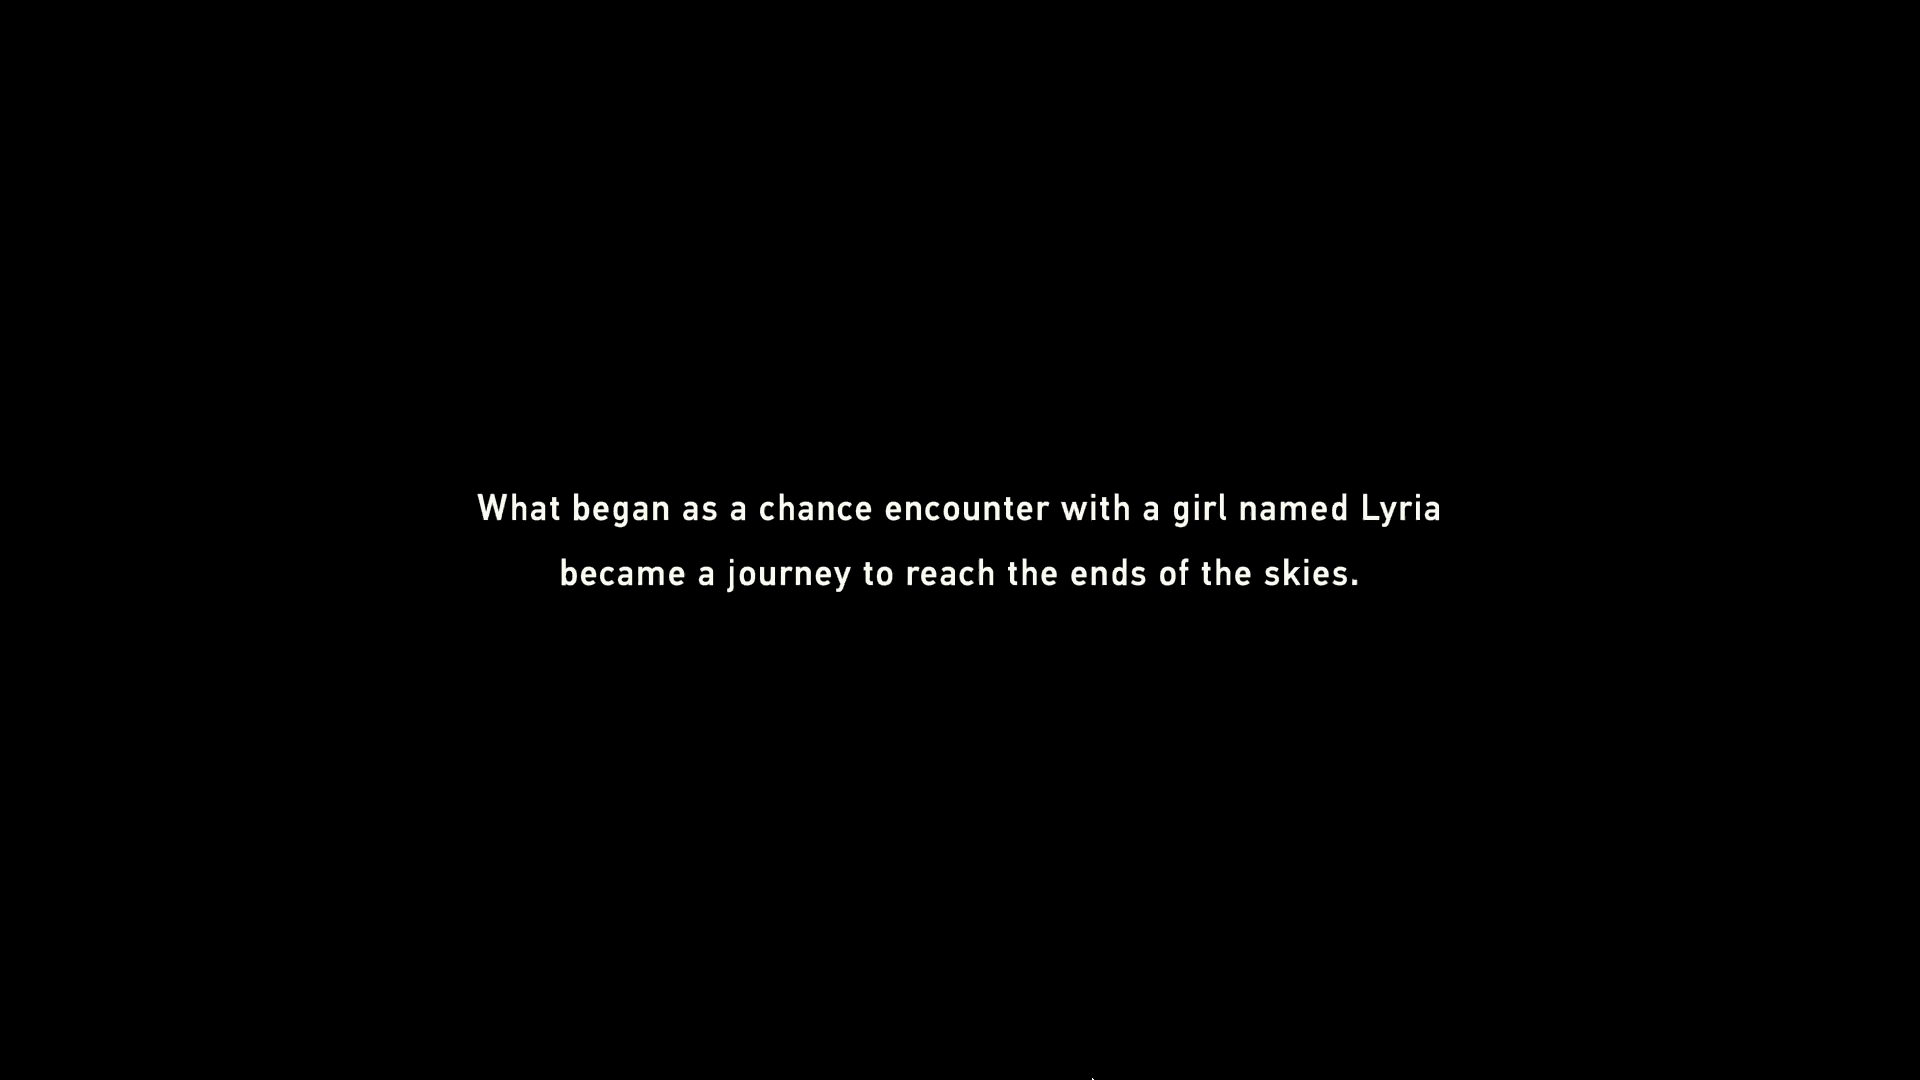 What began as a chance encounter with a girl named Lyria
became a journey to reach the ends of the skies.